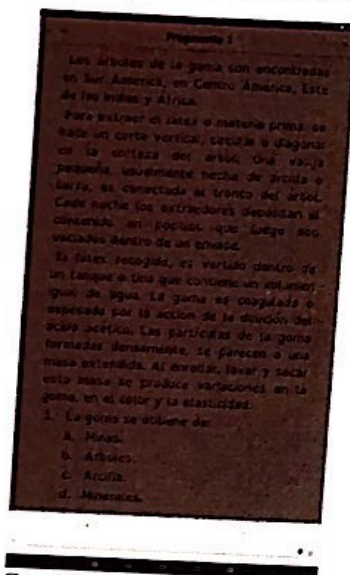 Fragmento 1
Los árboles de la goma son encontrados
en Sur América, en Centro América, Este
de las Indias y África.
Para extraer el látex o materia prima, se
hace un corte vertical, circular o diagonal
en la corteza del árbol. Una vasija
pequeña, usualmente hecha de arcilla o
barro, es conectada al tronco del árbol.
Cada noche los extractores depositan el
contenido en que luego son
vaciados dentro de un envase.
El látex, recogido, es vertido dentro de
un tanque o tina que contiene un volumen
igual de agua. La goma es coagulada o
espesada por la acción de la dilución del
ácido acético. Las partículas de la goma
formadas densamente, se parecen a una
masa extendida. Al enrollar, lavar y secar
esta masa se produce variaciones en la
goma, en el color y la elasticidad.
1. La goma se obtiene de:
a. Minas.
b. Árboles.
c. Arcilla.
d. Minerales.